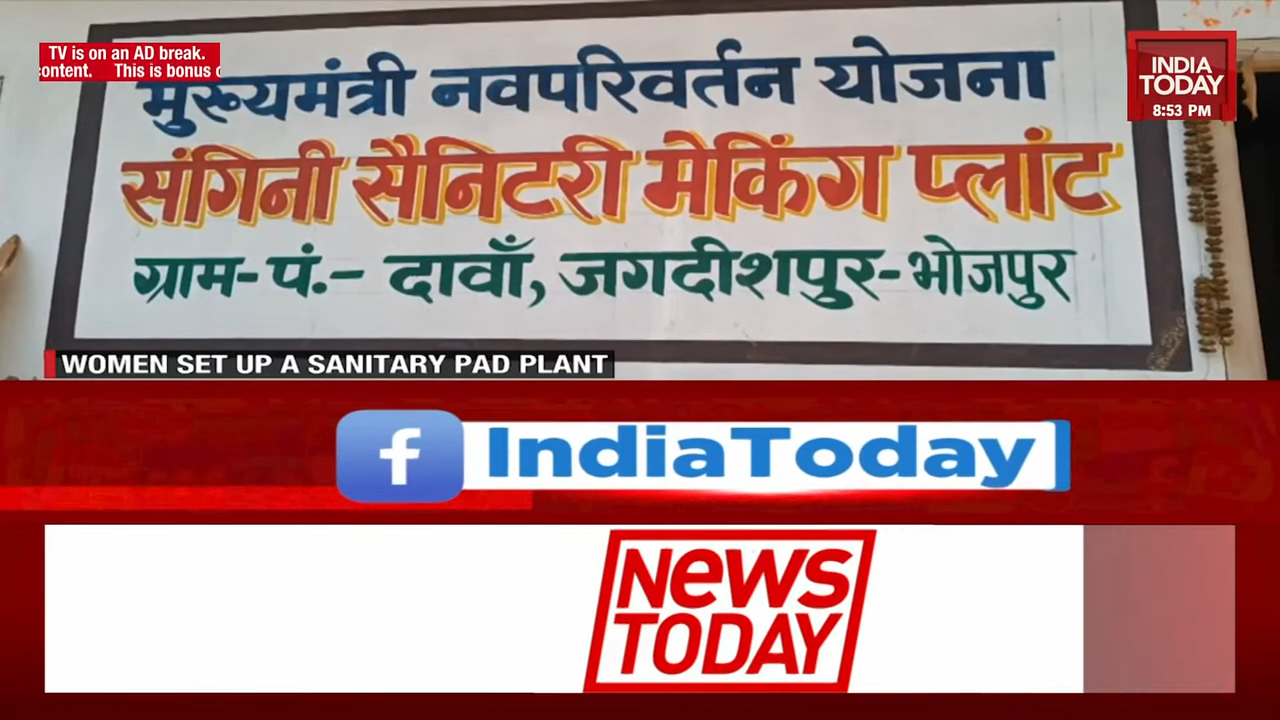 TV is on an AD break.
content. This is bonus
INDIA
TODAY
8:53 PM
मुख्यमंत्री नवपरिवर्तन योजना
संगिनी सैनिटरी मेकिंग प्लांट
ग्राम-पं.- दावाँ, जगदीशपुर-भोजपुर
WOMEN SET UP A SANITARY PAD PLANT
f IndiaToday
NEWS
TODAY